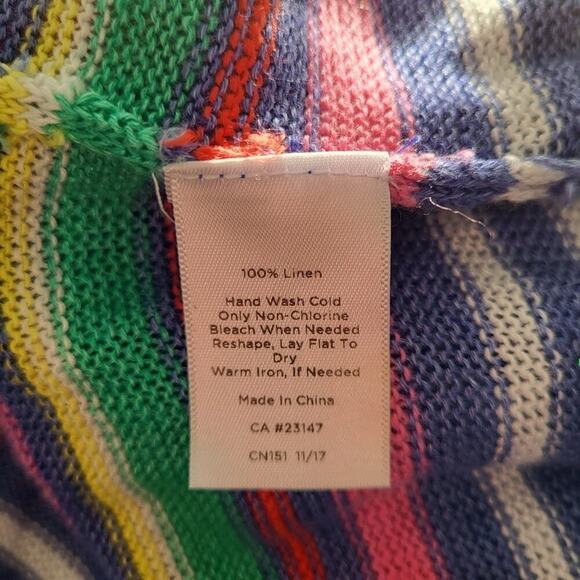 100% Linen
Hand Wash Cold
Only Non-Chlorine
Bleach When Needed
Reshape, Lay Flat To
Dry
Warm Iron, If Needed
Made In China
CA #23147
CN151 11/17